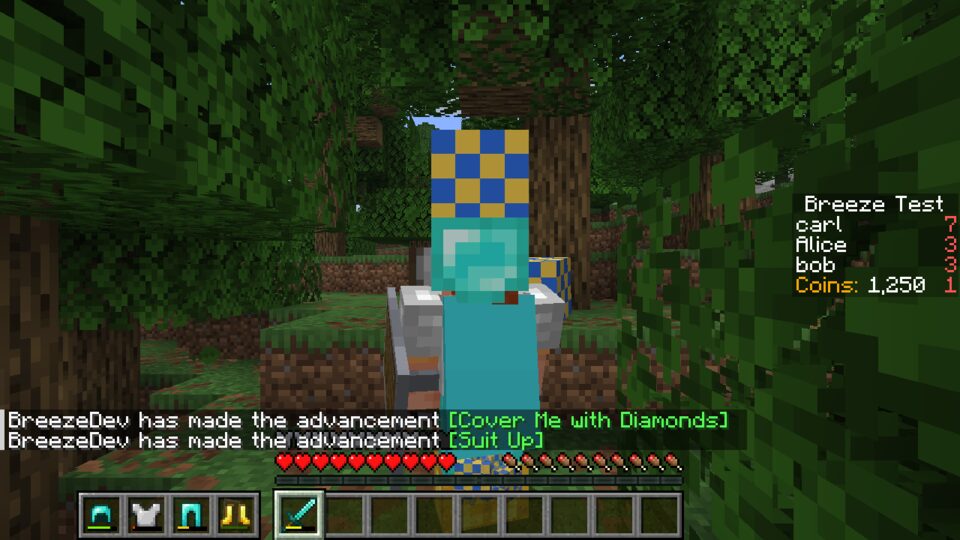 Breeze Test
carl 7
Alice 3
bob 3
Coins: 1,250 1
BreezeDev has made the advancement [Cover Me with Diamonds]
BreezeDev has made the advancement [Suit Up]